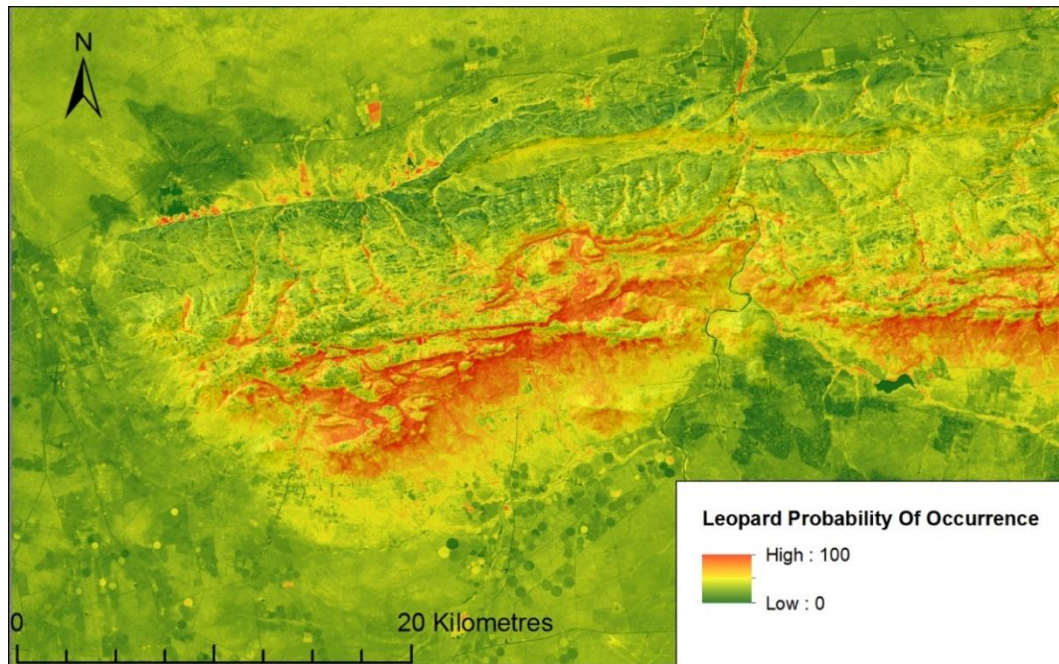 N
Leopard Probability Of Occurrence
High : 100
Low : 0
0
20 Kilometres